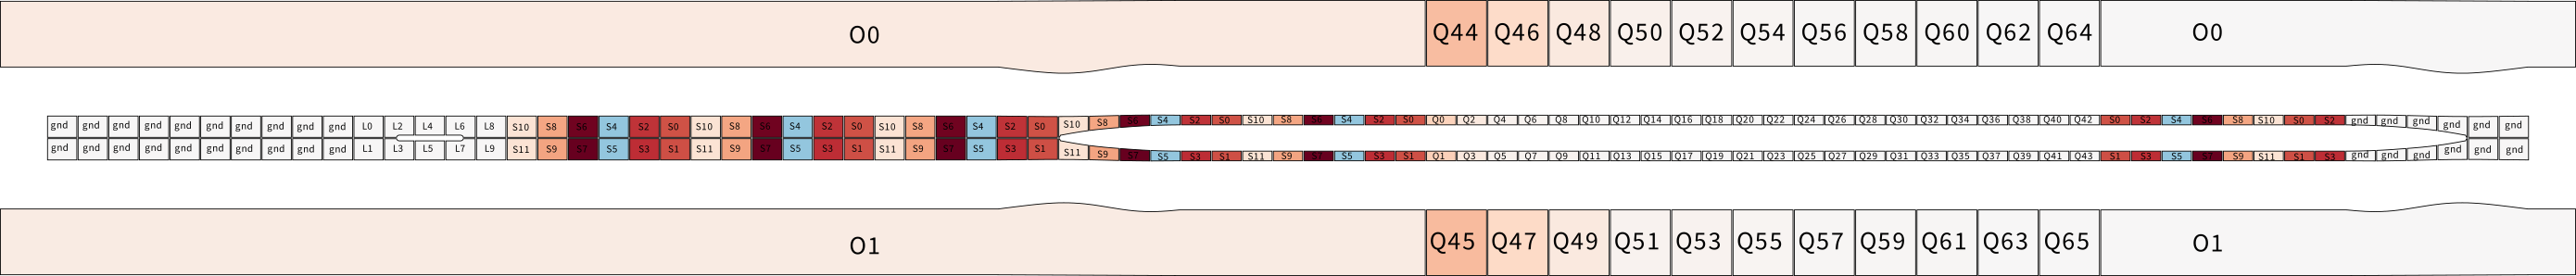 O0 Q44 Q46 Q48 Q50 Q52 Q54 Q56 Q58 Q60 Q62 Q64 O0
gnd gnd gnd gnd gnd gnd gnd gnd gnd gnd L0 L2 L4 L6 L8 S10 S8 S6 S4 S2 S0 S10 S8 S6 S4 S2 S0 S10 S8 S6 S4 S2 S0 S10 S8 S6 S4 S2 S0 S10 S8 S6 S4 S2 S0 Q0 Q2 Q4 Q6 Q8 Q10 Q12 Q14 Q16 Q18 Q20 Q22 Q24 Q26 Q28 Q30 Q32 Q34 Q36 Q38 Q40 Q42 S0 S2 S4 S6 S8 S10 S0 S2 gnd gnd gnd gnd gnd gnd
gnd gnd gnd gnd gnd gnd gnd gnd gnd gnd L1 L3 L5 L7 L9 S11 S9 S7 S5 S3 S1 S11 S9 S7 S5 S3 S1 S11 S9 S7 S5 S3 S1 S11 S9 S7 S5 S3 S1 S11 S9 S7 S5 S3 S1 Q1 Q3 Q5 Q7 Q9 Q11 Q13 Q15 Q17 Q19 Q21 Q23 Q25 Q27 Q29 Q31 Q33 Q35 Q37 Q39 Q41 Q43 S1 S3 S5 S7 S9 S11 S1 S3 gnd gnd gnd gnd gnd gnd
O1 Q45 Q47 Q49 Q51 Q53 Q55 Q57 Q59 Q61 Q63 Q65 O1